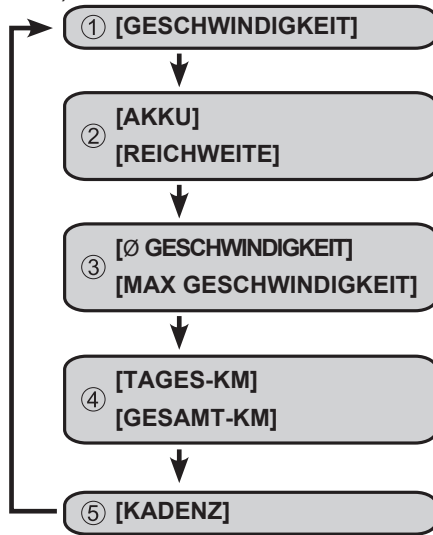 ① [GESCHWINDIGKEIT]
② [AKKU]
[REICHWEITE]
③ [Ø GESCHWINDIGKEIT]
[MAX GESCHWINDIGKEIT]
④ [TAGES-KM]
[GESAMT-KM]
⑤ [KADENZ]